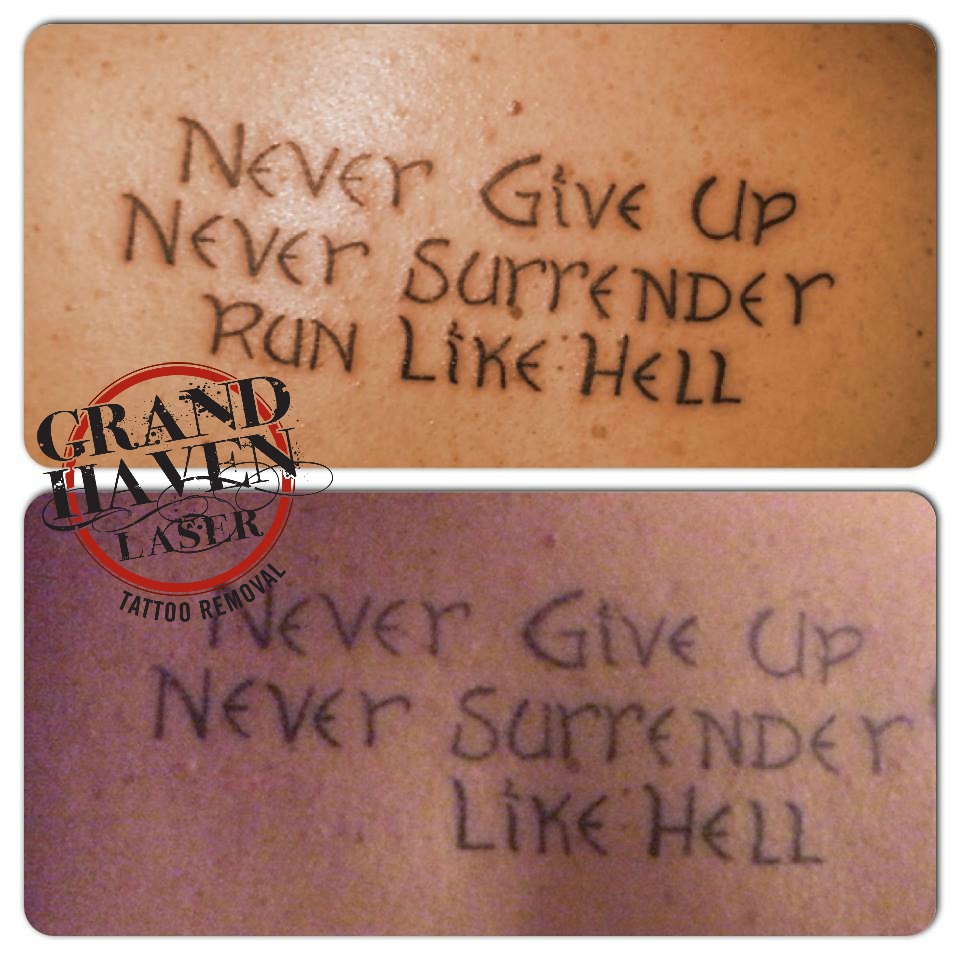 Never Give Up
Never Surrender
Run Like Hell
GRAND
HAVEN
LASER
TATTOO REMOVAL
Never Give Up
Never Surrender
Like Hell